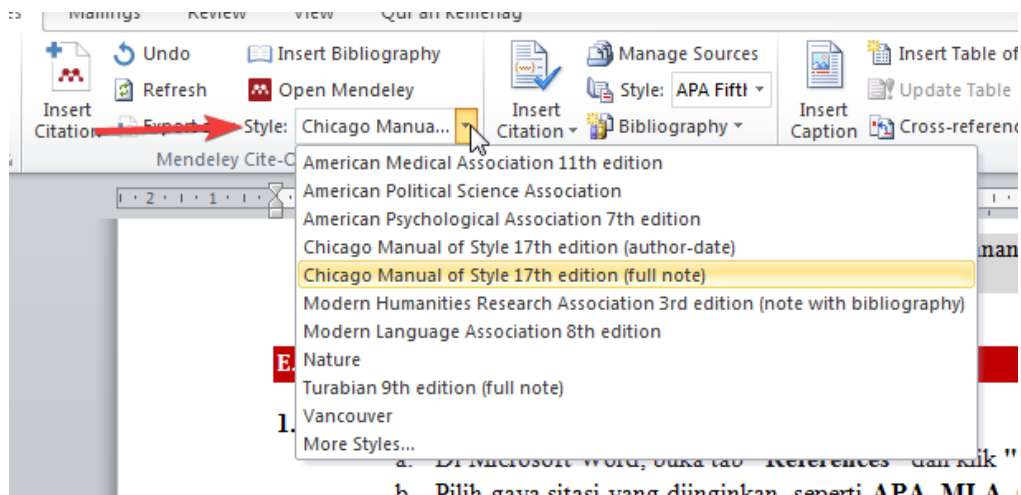 Mailings Review View Qur'an Kemenag
Undo Insert Bibliography Manage Sources Insert Table of
Refresh Open Mendeley Style: APA Fiftl Update Table
Insert Citation Export Style: Chicago Manua... Insert Citation Bibliography Insert Caption Cross-referenc
Mendeley Cite-O
2 1
American Medical Association 11th edition
American Political Science Association
American Psychological Association 7th edition
Chicago Manual of Style 17th edition (author-date)
Chicago Manual of Style 17th edition (full note)
Modern Humanities Research Association 3rd edition (note with bibliography)
Modern Language Association 8th edition
Nature
Turabian 9th edition (full note)
Vancouver
More Styles...
E.
1.
a. Di Microsoft Word, buka tab "References" dan klik "
b. Pilih gaya sitasi yang diinginkan, seperti APA, MLA,